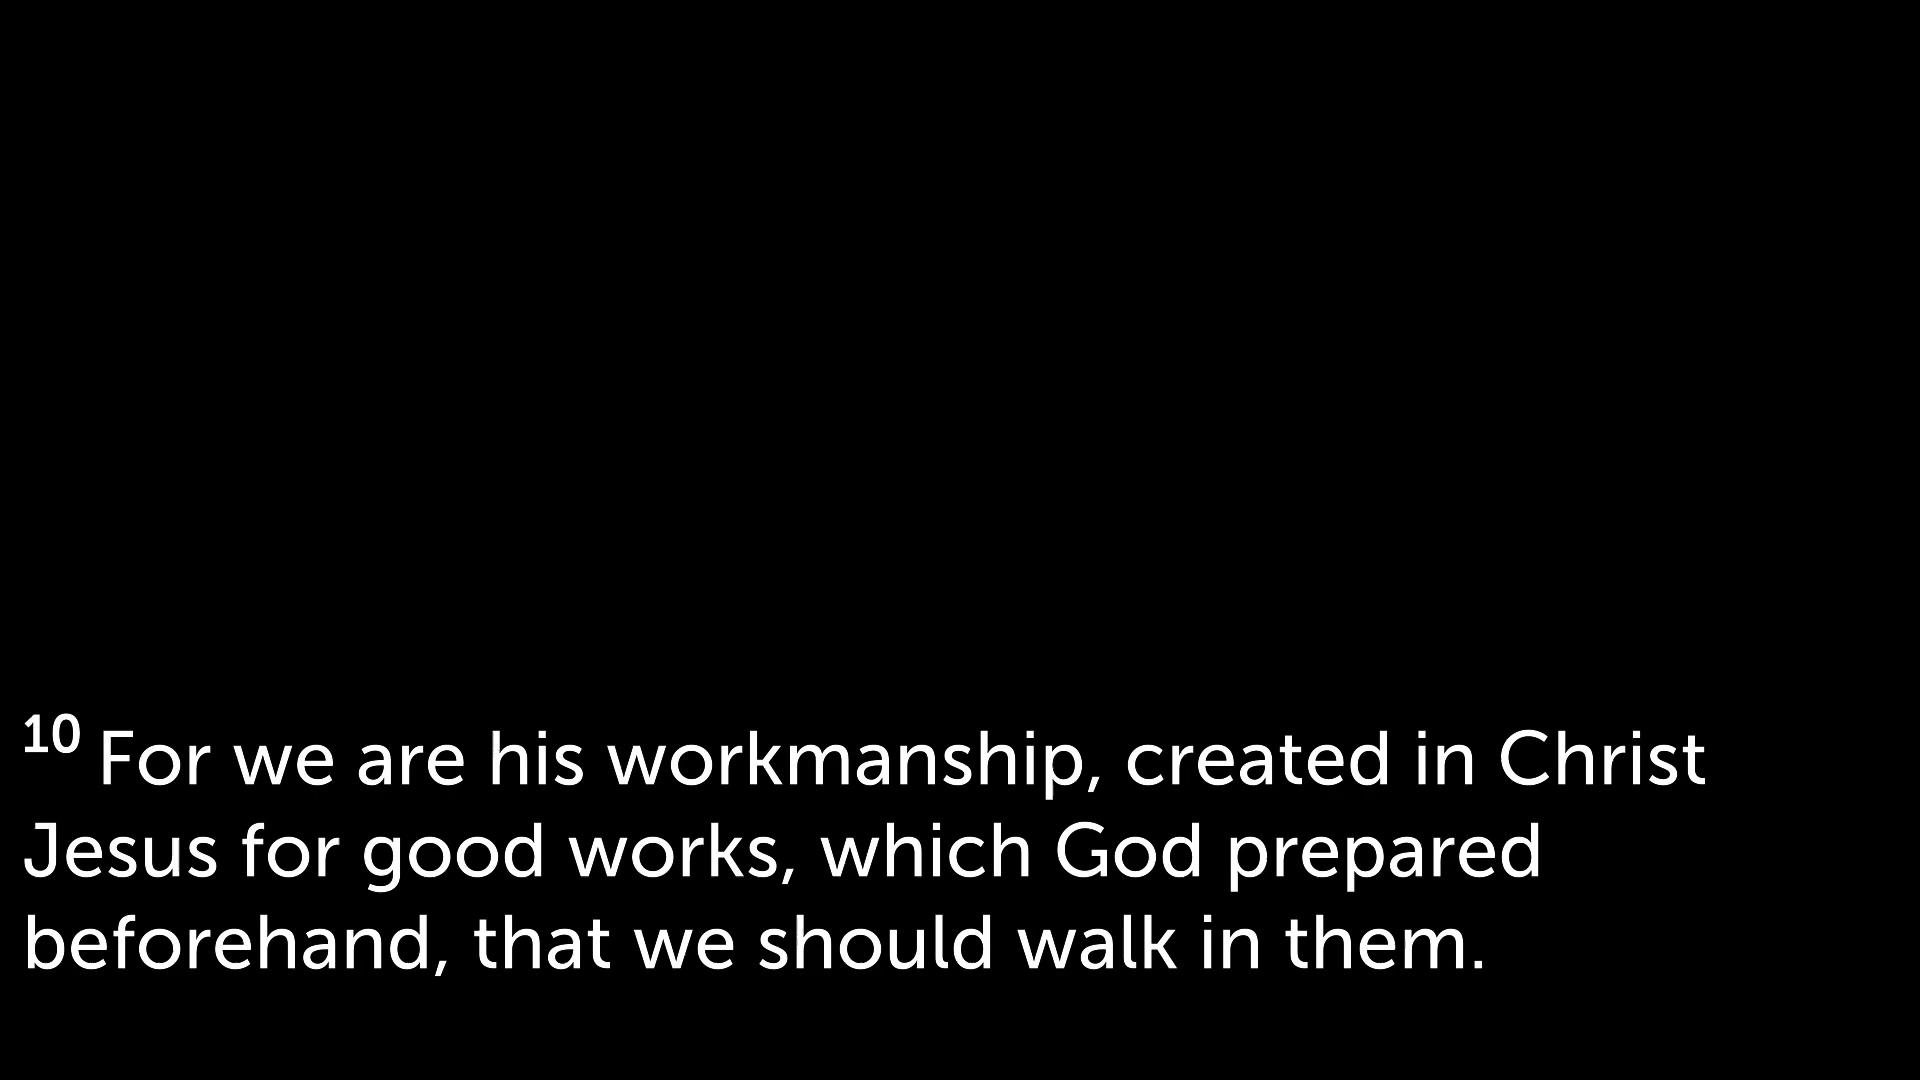 10 For we are his workmanship, created in Christ
Jesus for good works, which God prepared
beforehand, that we should walk in them.